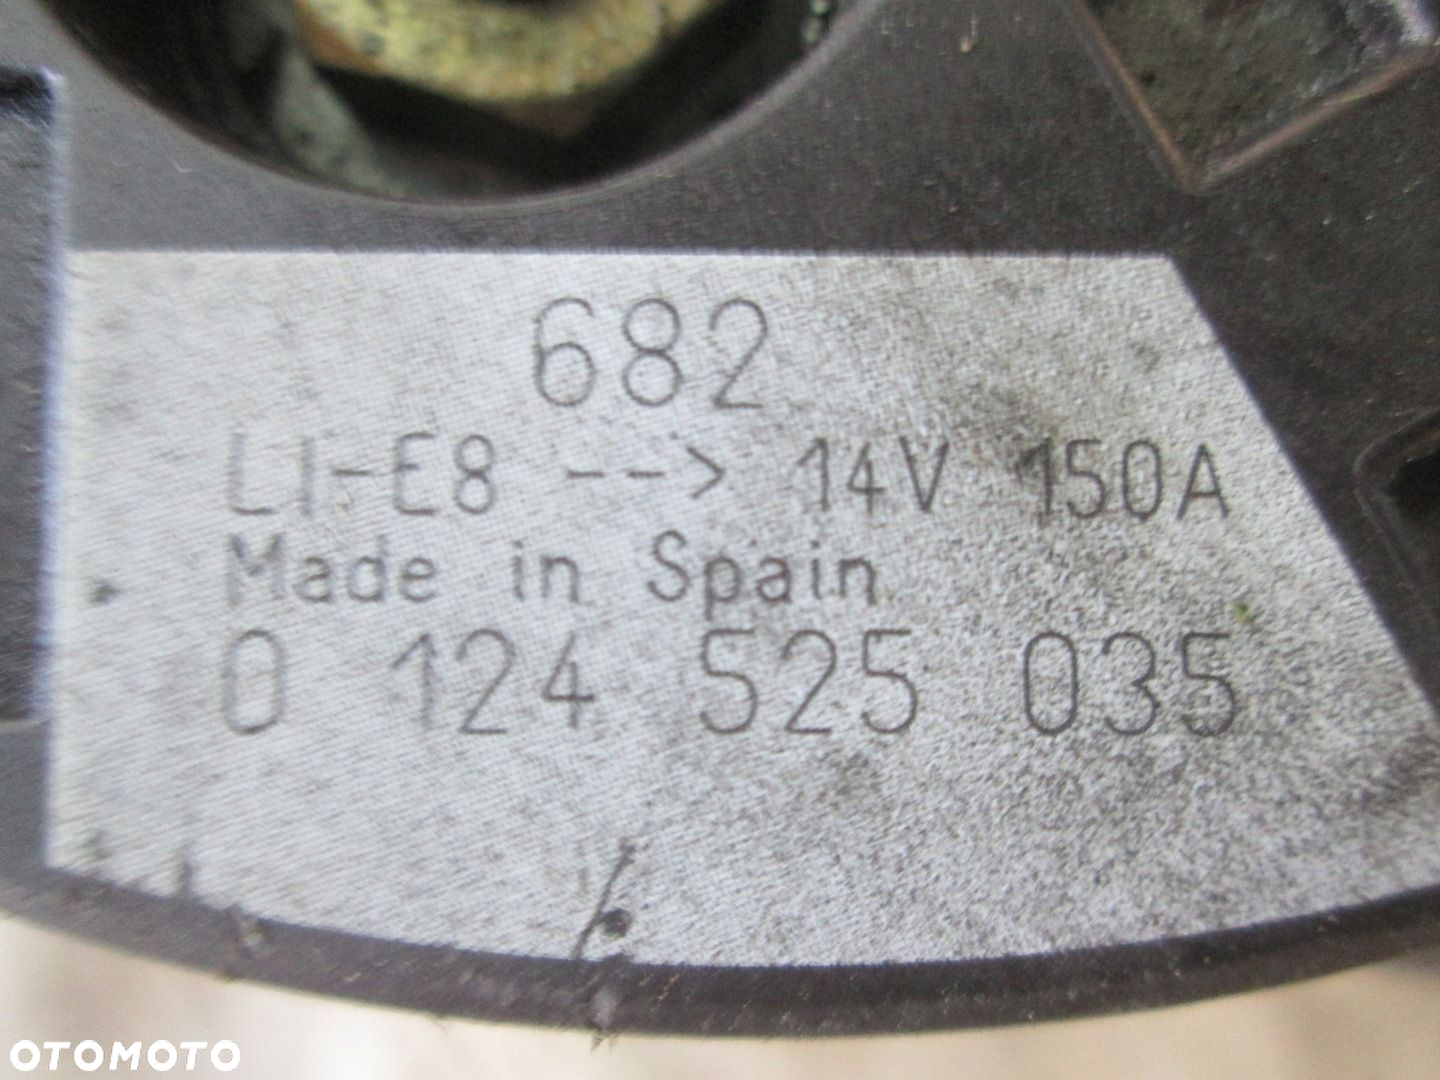 682
LI-E8 --> 14V 150A
Made in Spain
0 124 525 035
OTOMOTO